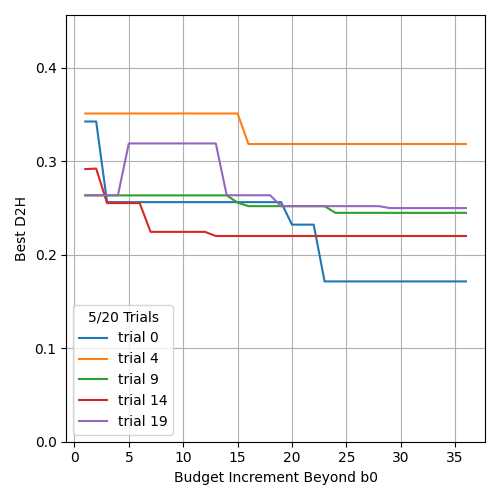 0.4
0.3
0.2
0.1
0.0
Best D2H
5/20 Trials
trial 0
trial 4
trial 9
trial 14
trial 19
0 5 10 15 20 25 30 35
Budget Increment Beyond b0